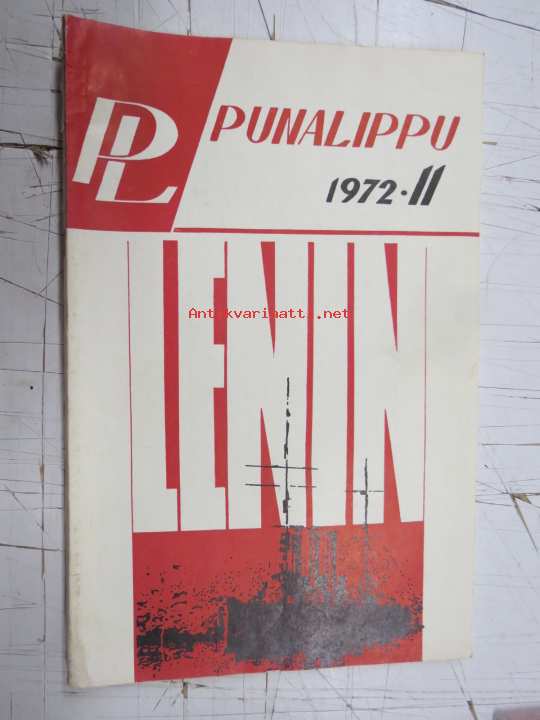 PL
PUNALIPPU
1972·11
LENIN
Antikvariaatti.net